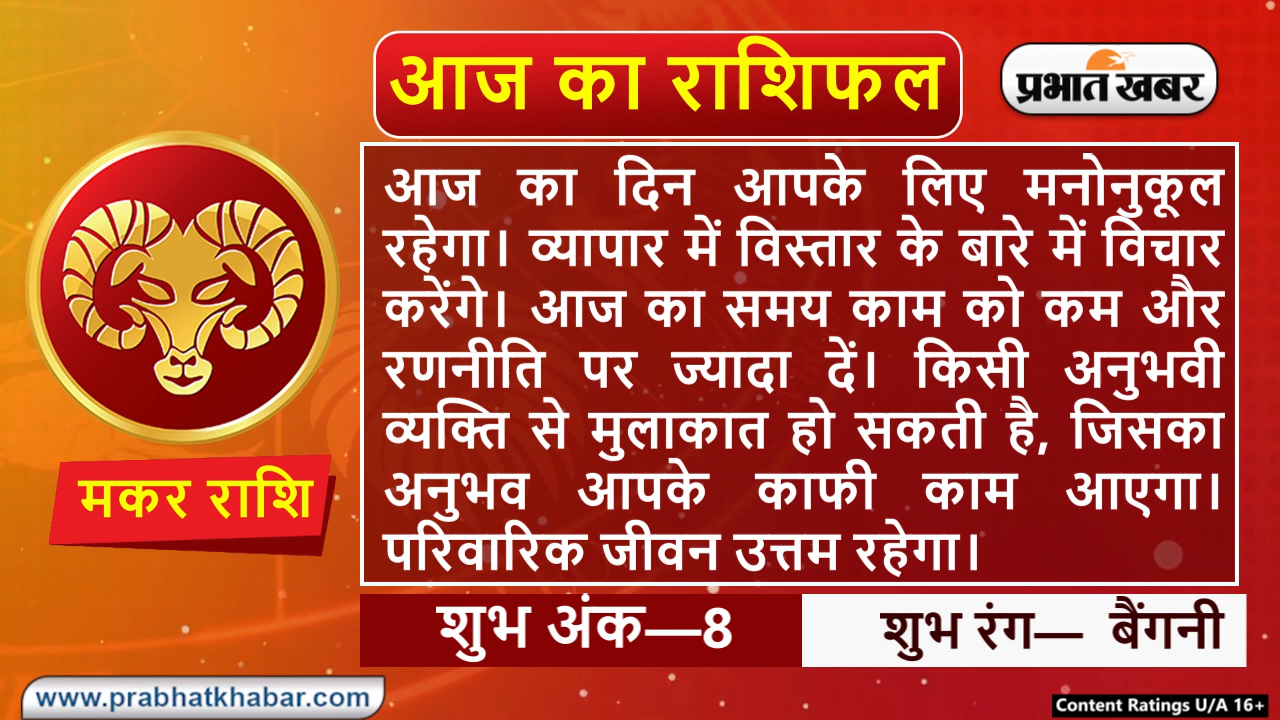 आज का राशिफल
प्रभात खबर
आज का दिन आपके लिए मनोनुकूल
रहेगा। व्यापार में विस्तार के बारे में विचार
करेंगे। आज का समय काम को कम और
रणनीति पर ज्यादा दें। किसी अनुभवी
व्यक्ति से मुलाकात हो सकती है, जिसका
अनुभव आपके काफी काम आएगा।
परिवारिक जीवन उत्तम रहेगा।
मकर राशि
शुभ अंक—8
शुभ रंग— बैंगनी
www.prabhatkhabar.com
Content Ratings U/A 16+